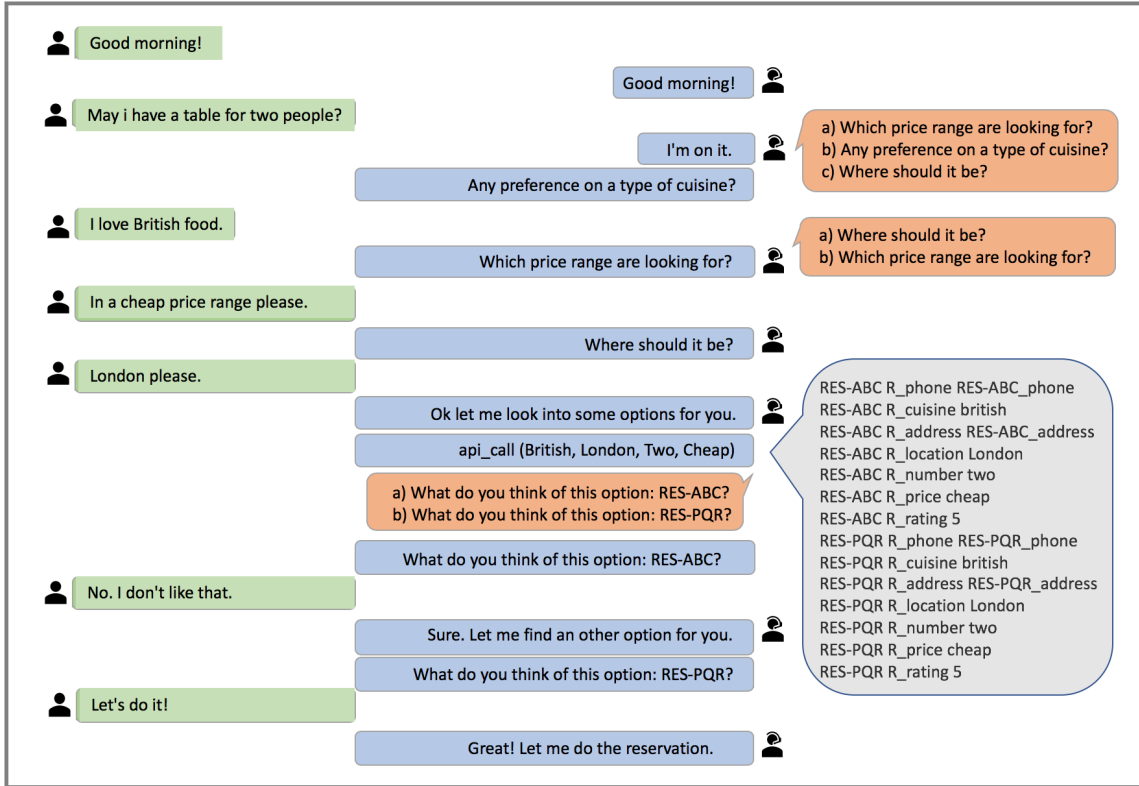 Good morning!
Good morning!
May i have a table for two people?
I'm on it.
Any preference on a type of cuisine?
a) Which price range are looking for?
b) Any preference on a type of cuisine?
c) Where should it be?
I love British food.
Which price range are looking for?
a) Where should it be?
b) Which price range are looking for?
In a cheap price range please.
Where should it be?
London please.
Ok let me look into some options for you.
api_call (British, London, Two, Cheap)
RES-ABC R_phone RES-ABC_phone
RES-ABC R_cuisine british
RES-ABC R_address RES-ABC_address
RES-ABC R_location London
RES-ABC R_number two
RES-ABC R_price cheap
RES-ABC R_rating 5
RES-PQR R_phone RES-PQR_phone
RES-PQR R_cuisine british
RES-PQR R_address RES-PQR_address
RES-PQR R_location London
RES-PQR R_number two
RES-PQR R_price cheap
RES-PQR R_rating 5
a) What do you think of this option: RES-ABC?
b) What do you think of this option: RES-PQR?
What do you think of this option: RES-ABC?
No. I don't like that.
Sure. Let me find an other option for you.
What do you think of this option: RES-PQR?
Let's do it!
Great! Let me do the reservation.